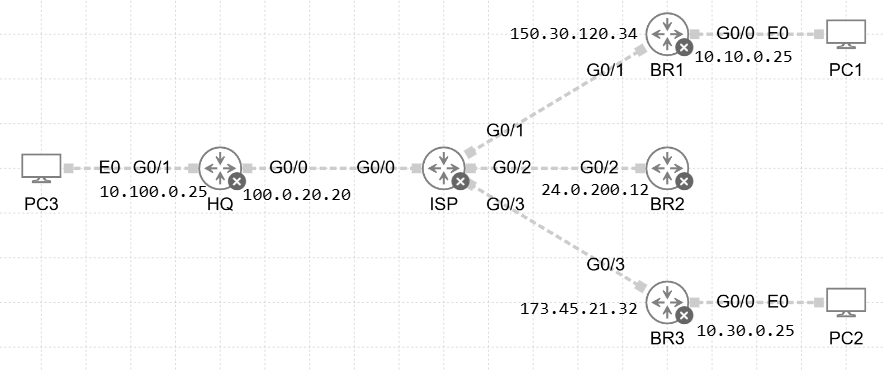 150.30.120.34
G0/0 E0
10.10.0.25
G0/1
BR1
PC1
G0/1
E0 G0/1
G0/0
G0/0
G0/2
G0/2
10.100.0.25
100.0.20.20
24.0.200.12
PC3
HQ
ISP
G0/3
BR2
G0/3
173.45.21.32
G0/0 E0
10.30.0.25
BR3
PC2